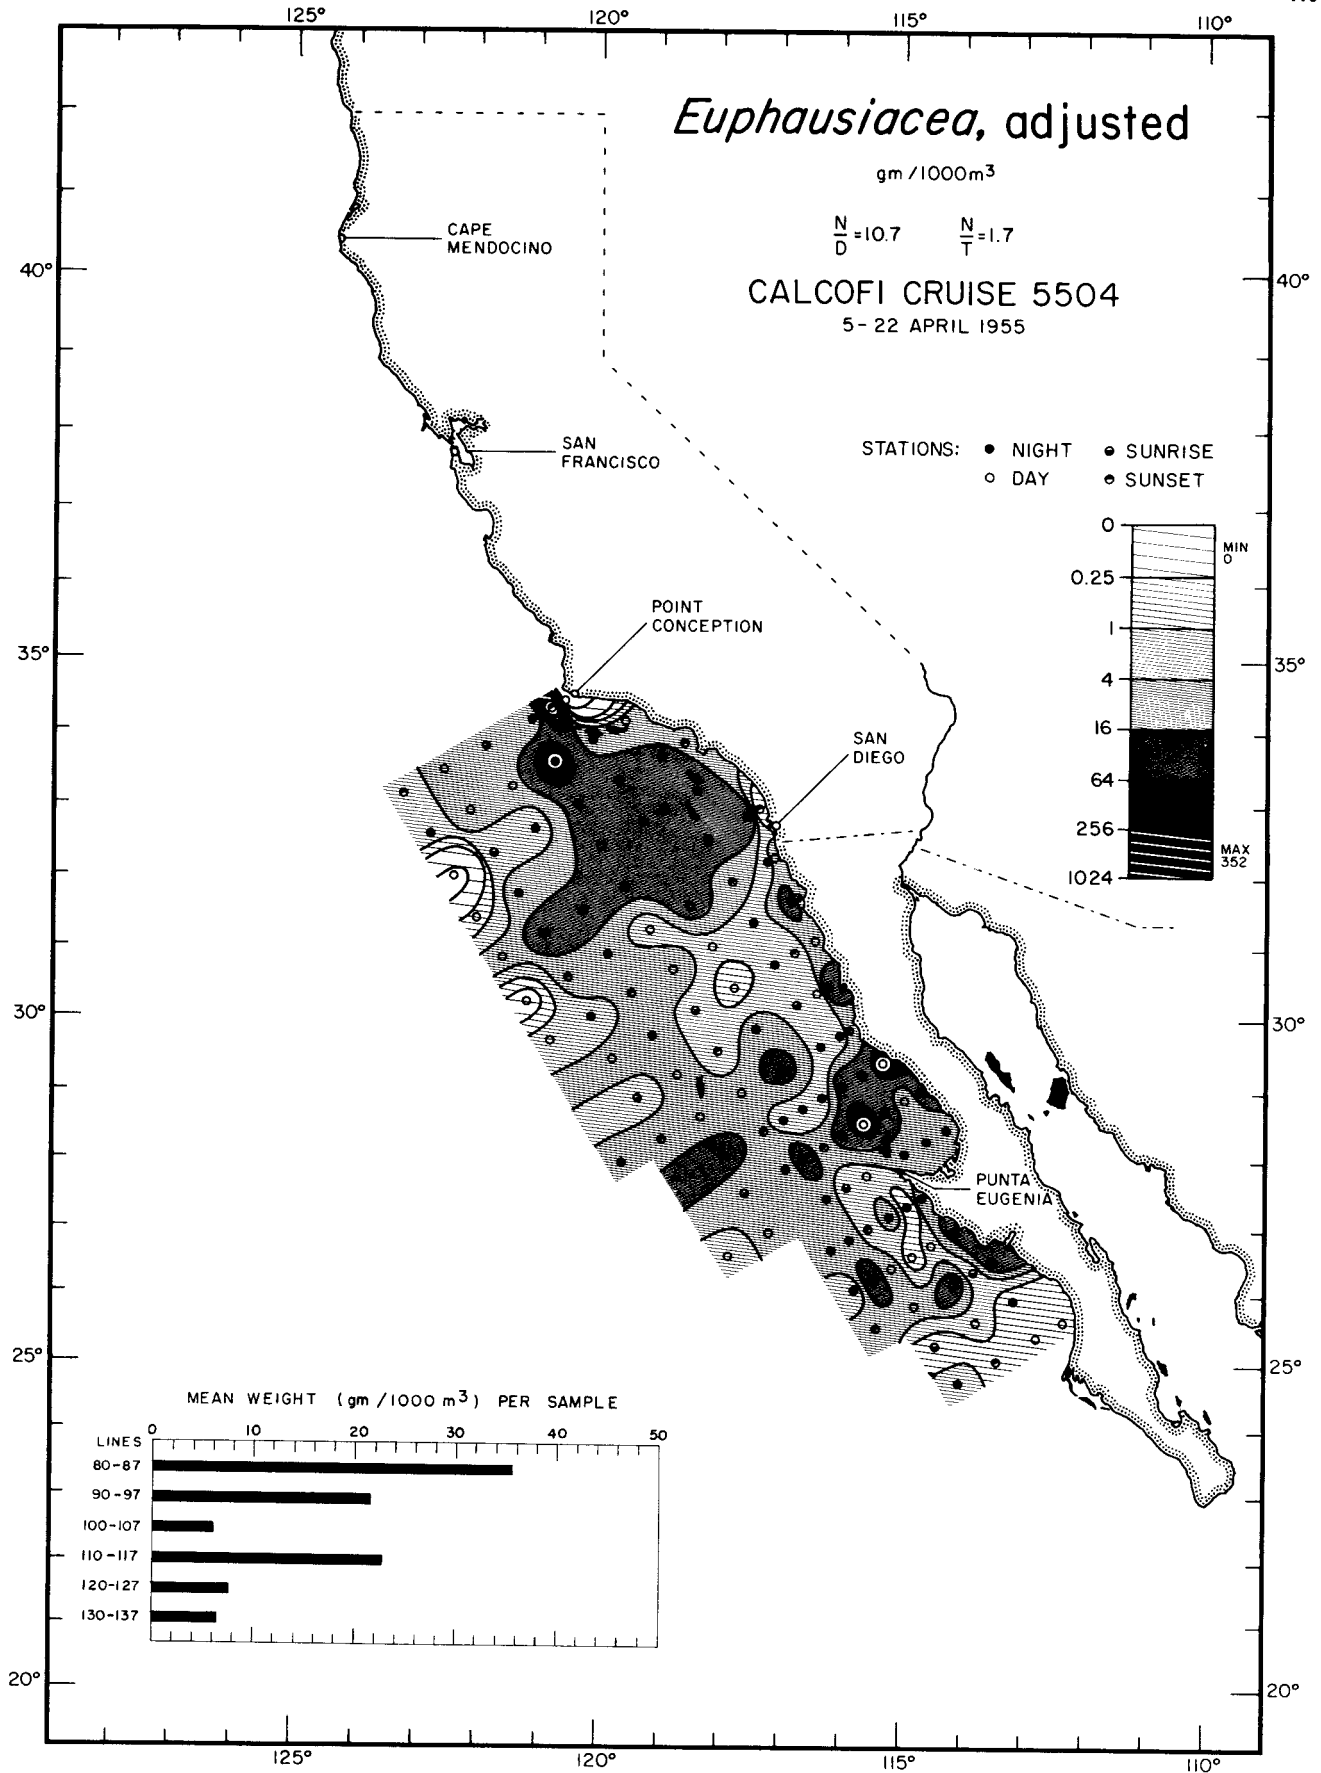 125° 120° 115° 110°
Euphausiacea, adjusted
gm/1000m³
N/D=10.7 N/T=1.7
CALCOFI CRUISE 5504
5-22 APRIL 1955
CAPE
MENDOCINO
40° 40°
SAN
FRANCISCO
STATIONS: NIGHT SUNRISE
DAY SUNSET
0
MIN
0
0.25
1
4
16
64
256
MAX
352
1024
POINT
CONCEPTION
35° 35°
SAN
DIEGO
30° 30°
PUNTA
EUGENIA
25° 25°
MEAN WEIGHT (gm/1000 m³) PER SAMPLE
LINES 0 10 20 30 40 50
80-87
90-97
100-107
110-117
120-127
130-137
20° 20°
125° 120° 115° 110°